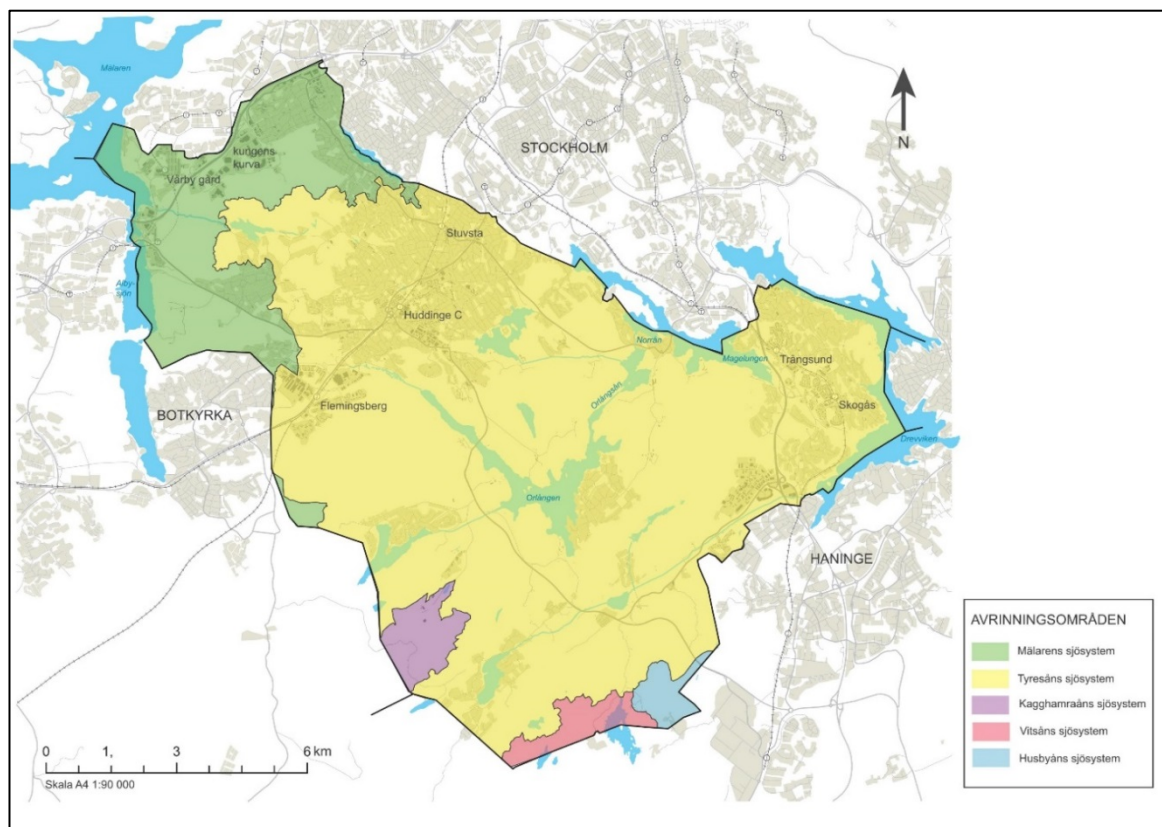 Mälaren
STOCKHOLM
N
kungens
kurva
Vårby gård
Stuvsta
Alby-
sjön
Huddinge C
Norrån
Magelungen
Trångsund
Orlångsån
BOTKYRKA
Flemingsberg
Skogås
Drevviken
Orlången
HANINGE
AVRINNINGSOMRÅDEN
Mälarens sjösystem
Tyresåns sjösystem
Kagghamraåns sjösystem
Vitsåns sjösystem
Husbyåns sjösystem
0 1, 3 6 km
Skala A4 1:90 000